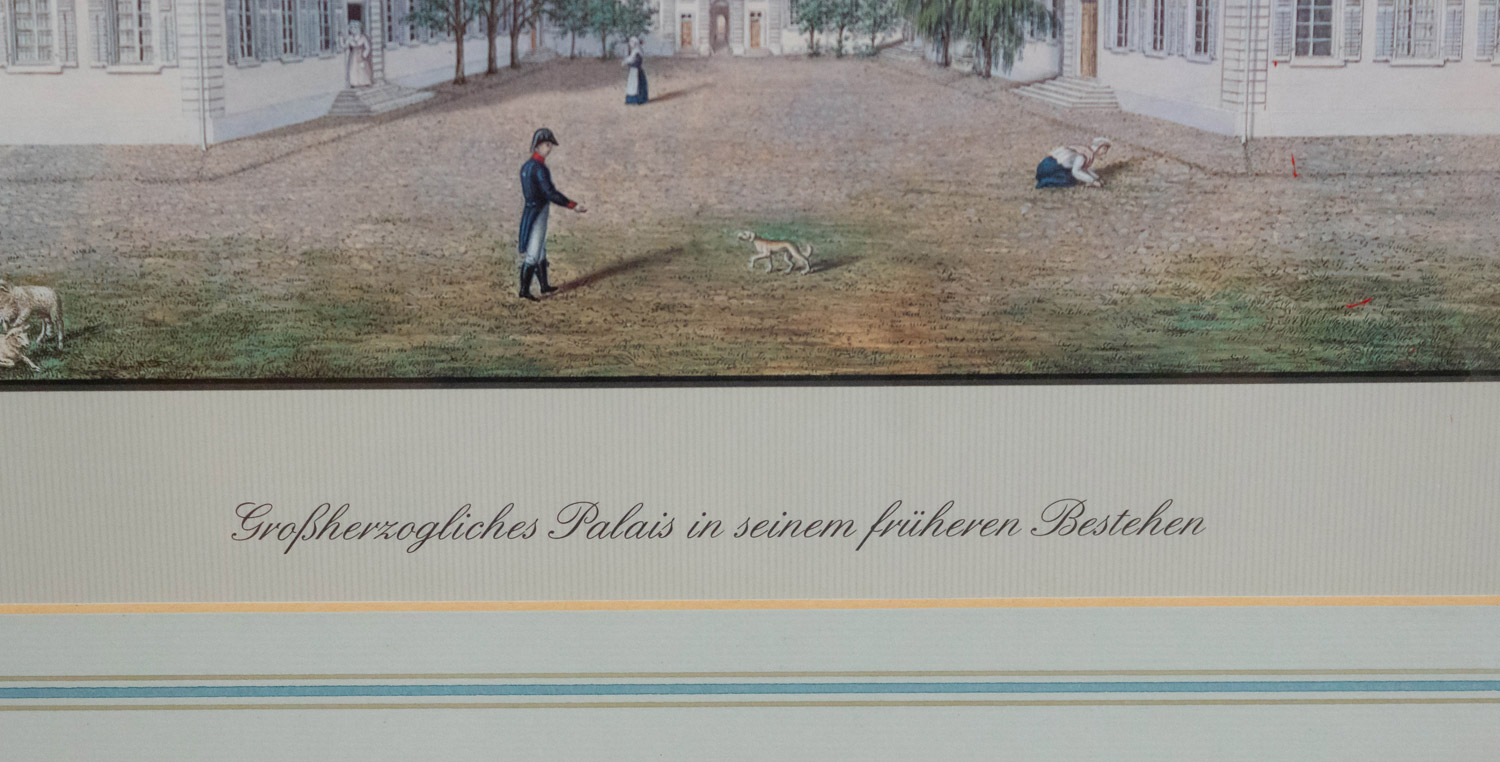 Großherzogliches Palais in seinem früheren Bestehen